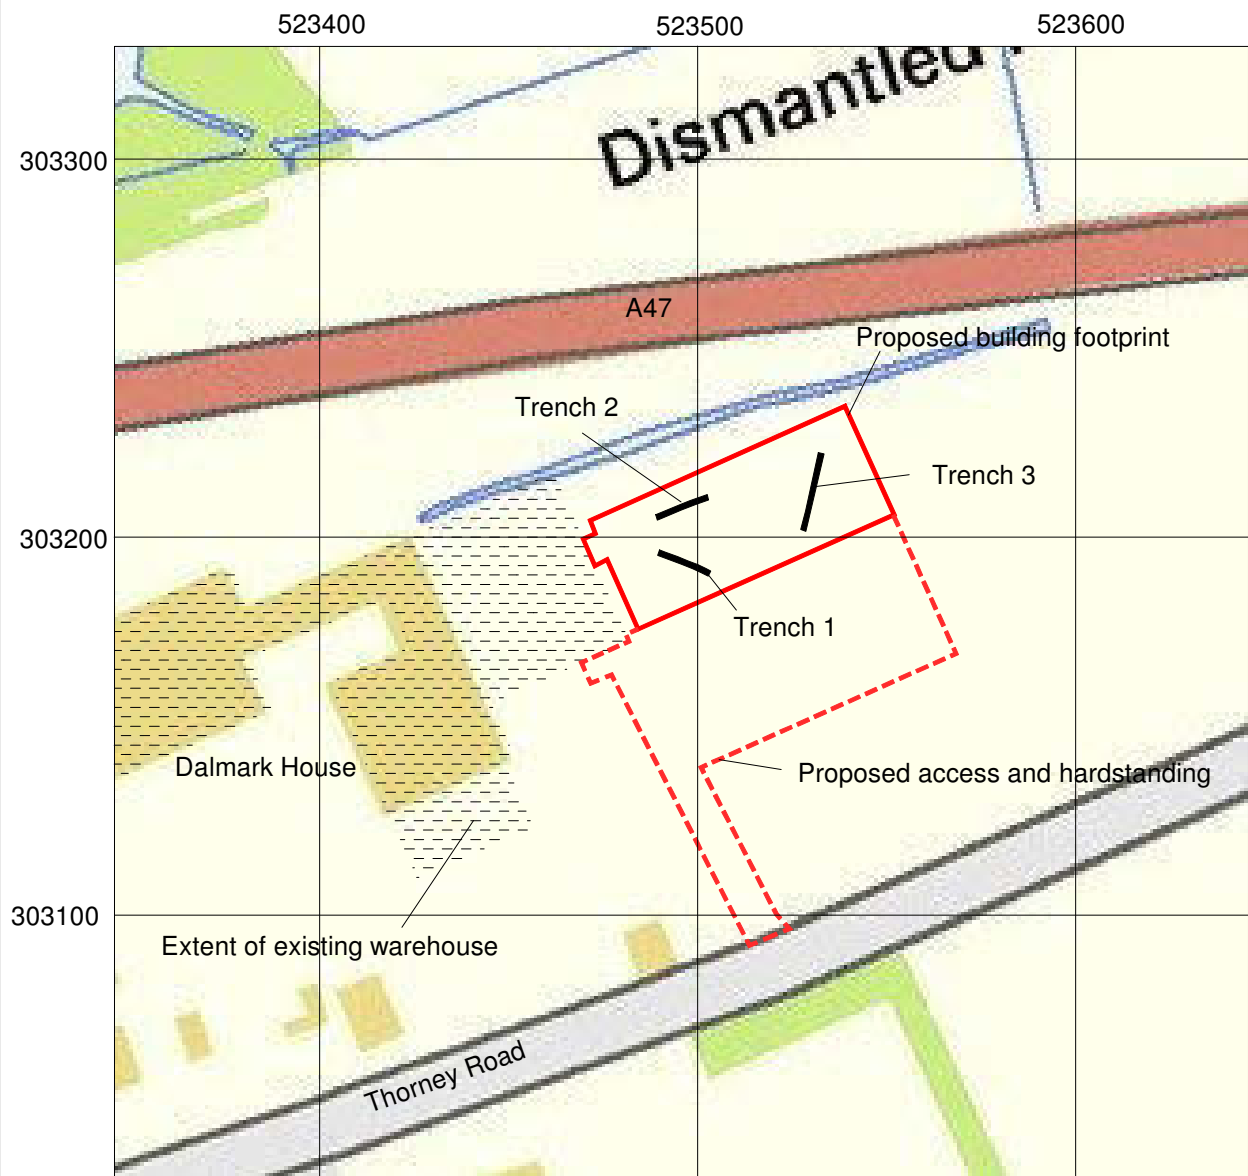 523400
523500
523600
Dismantled
303300
A47
Proposed building footprint
Trench 2
Trench 3
303200
Trench 1
Dalmark House
Proposed access and hardstanding
303100
Extent of existing warehouse
Thorney Road